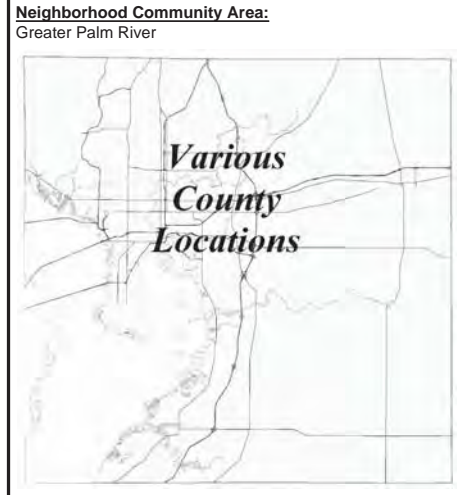 Neighborhood Community Area:
Greater Palm River
Various
County
Locations